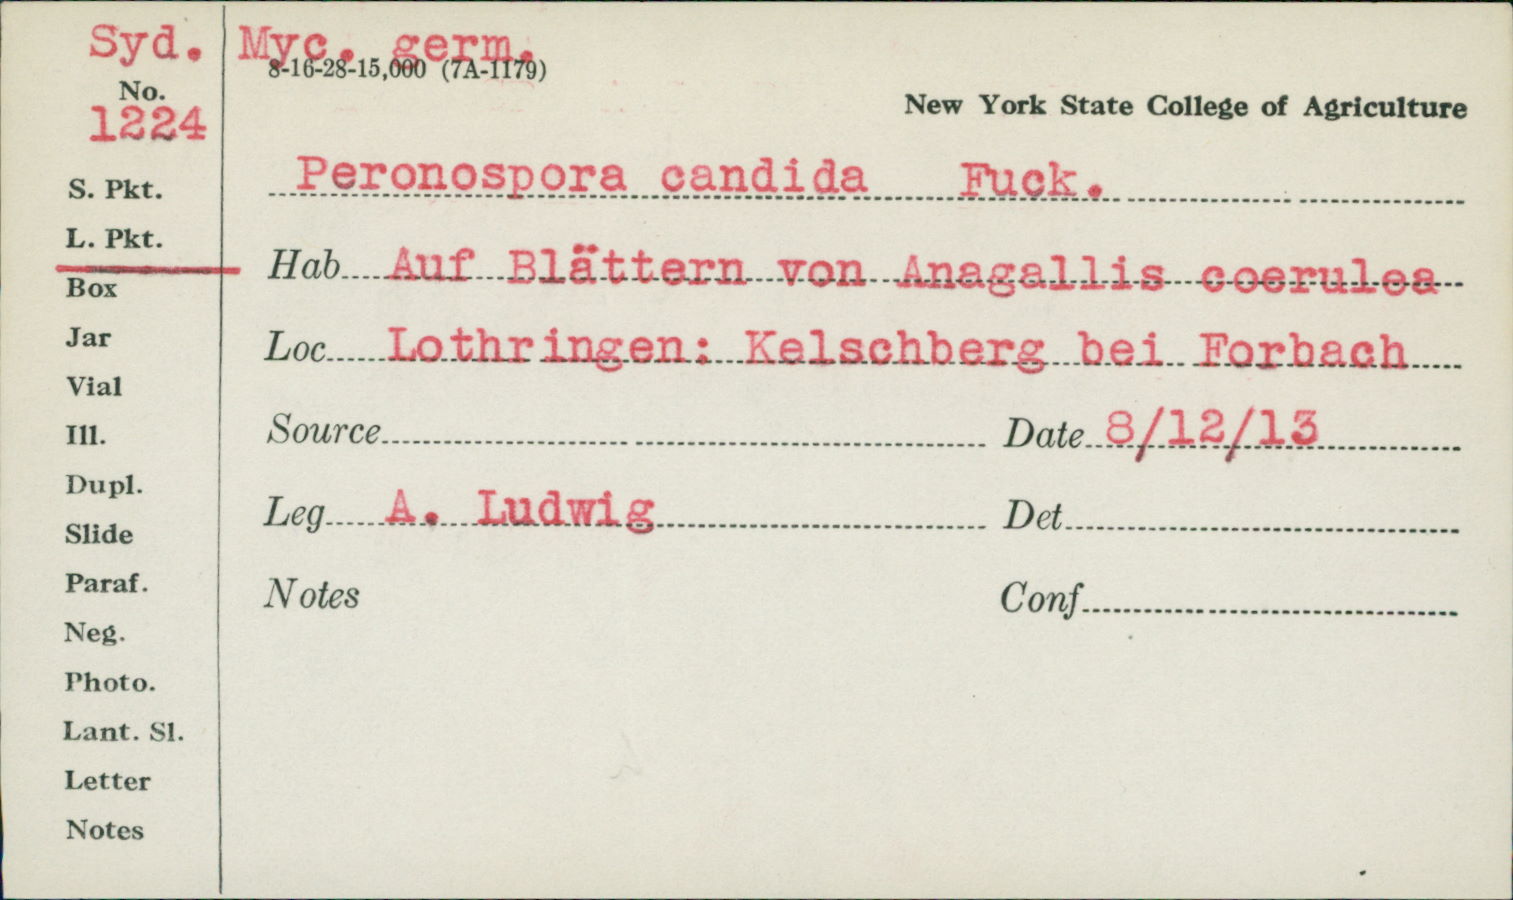 Syd. Myc. germ.
8-16-28-15,000 (7A-1179)
No.
1224
New York State College of Agriculture
Peronospora candida Fuck.
S. Pkt.
L. Pkt.
Hab Auf Blättern von Anagallis coerulea
Box
Jar
Loc Lothringen: Kelschberg bei Forbach
Vial
Ill.
Source Date 8/12/13
Dupl.
Slide
Leg A. Ludwig Det
Paraf.
Notes Conf
Neg.
Photo.
Lant. Sl.
Letter
Notes